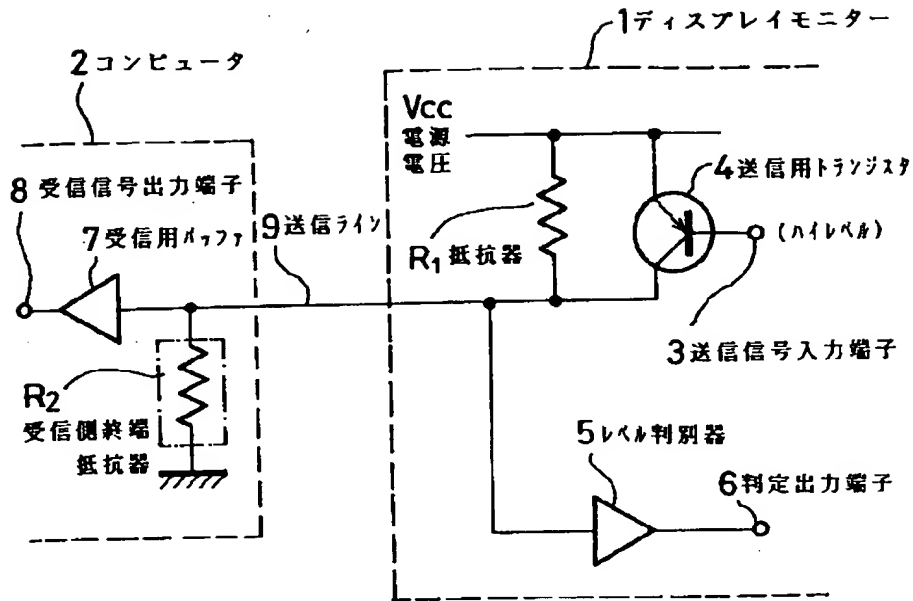 1ディスプレイモニター
2コンピュータ
Vcc
電源
電圧
4送信用トランジスタ
8受信信号出力端子
7受信用バッファ
9送信ライン
R1抵抗器
(ハイレベル)
3送信信号入力端子
R2
受信側終端
抵抗器
5レベル判別器
6判定出力端子